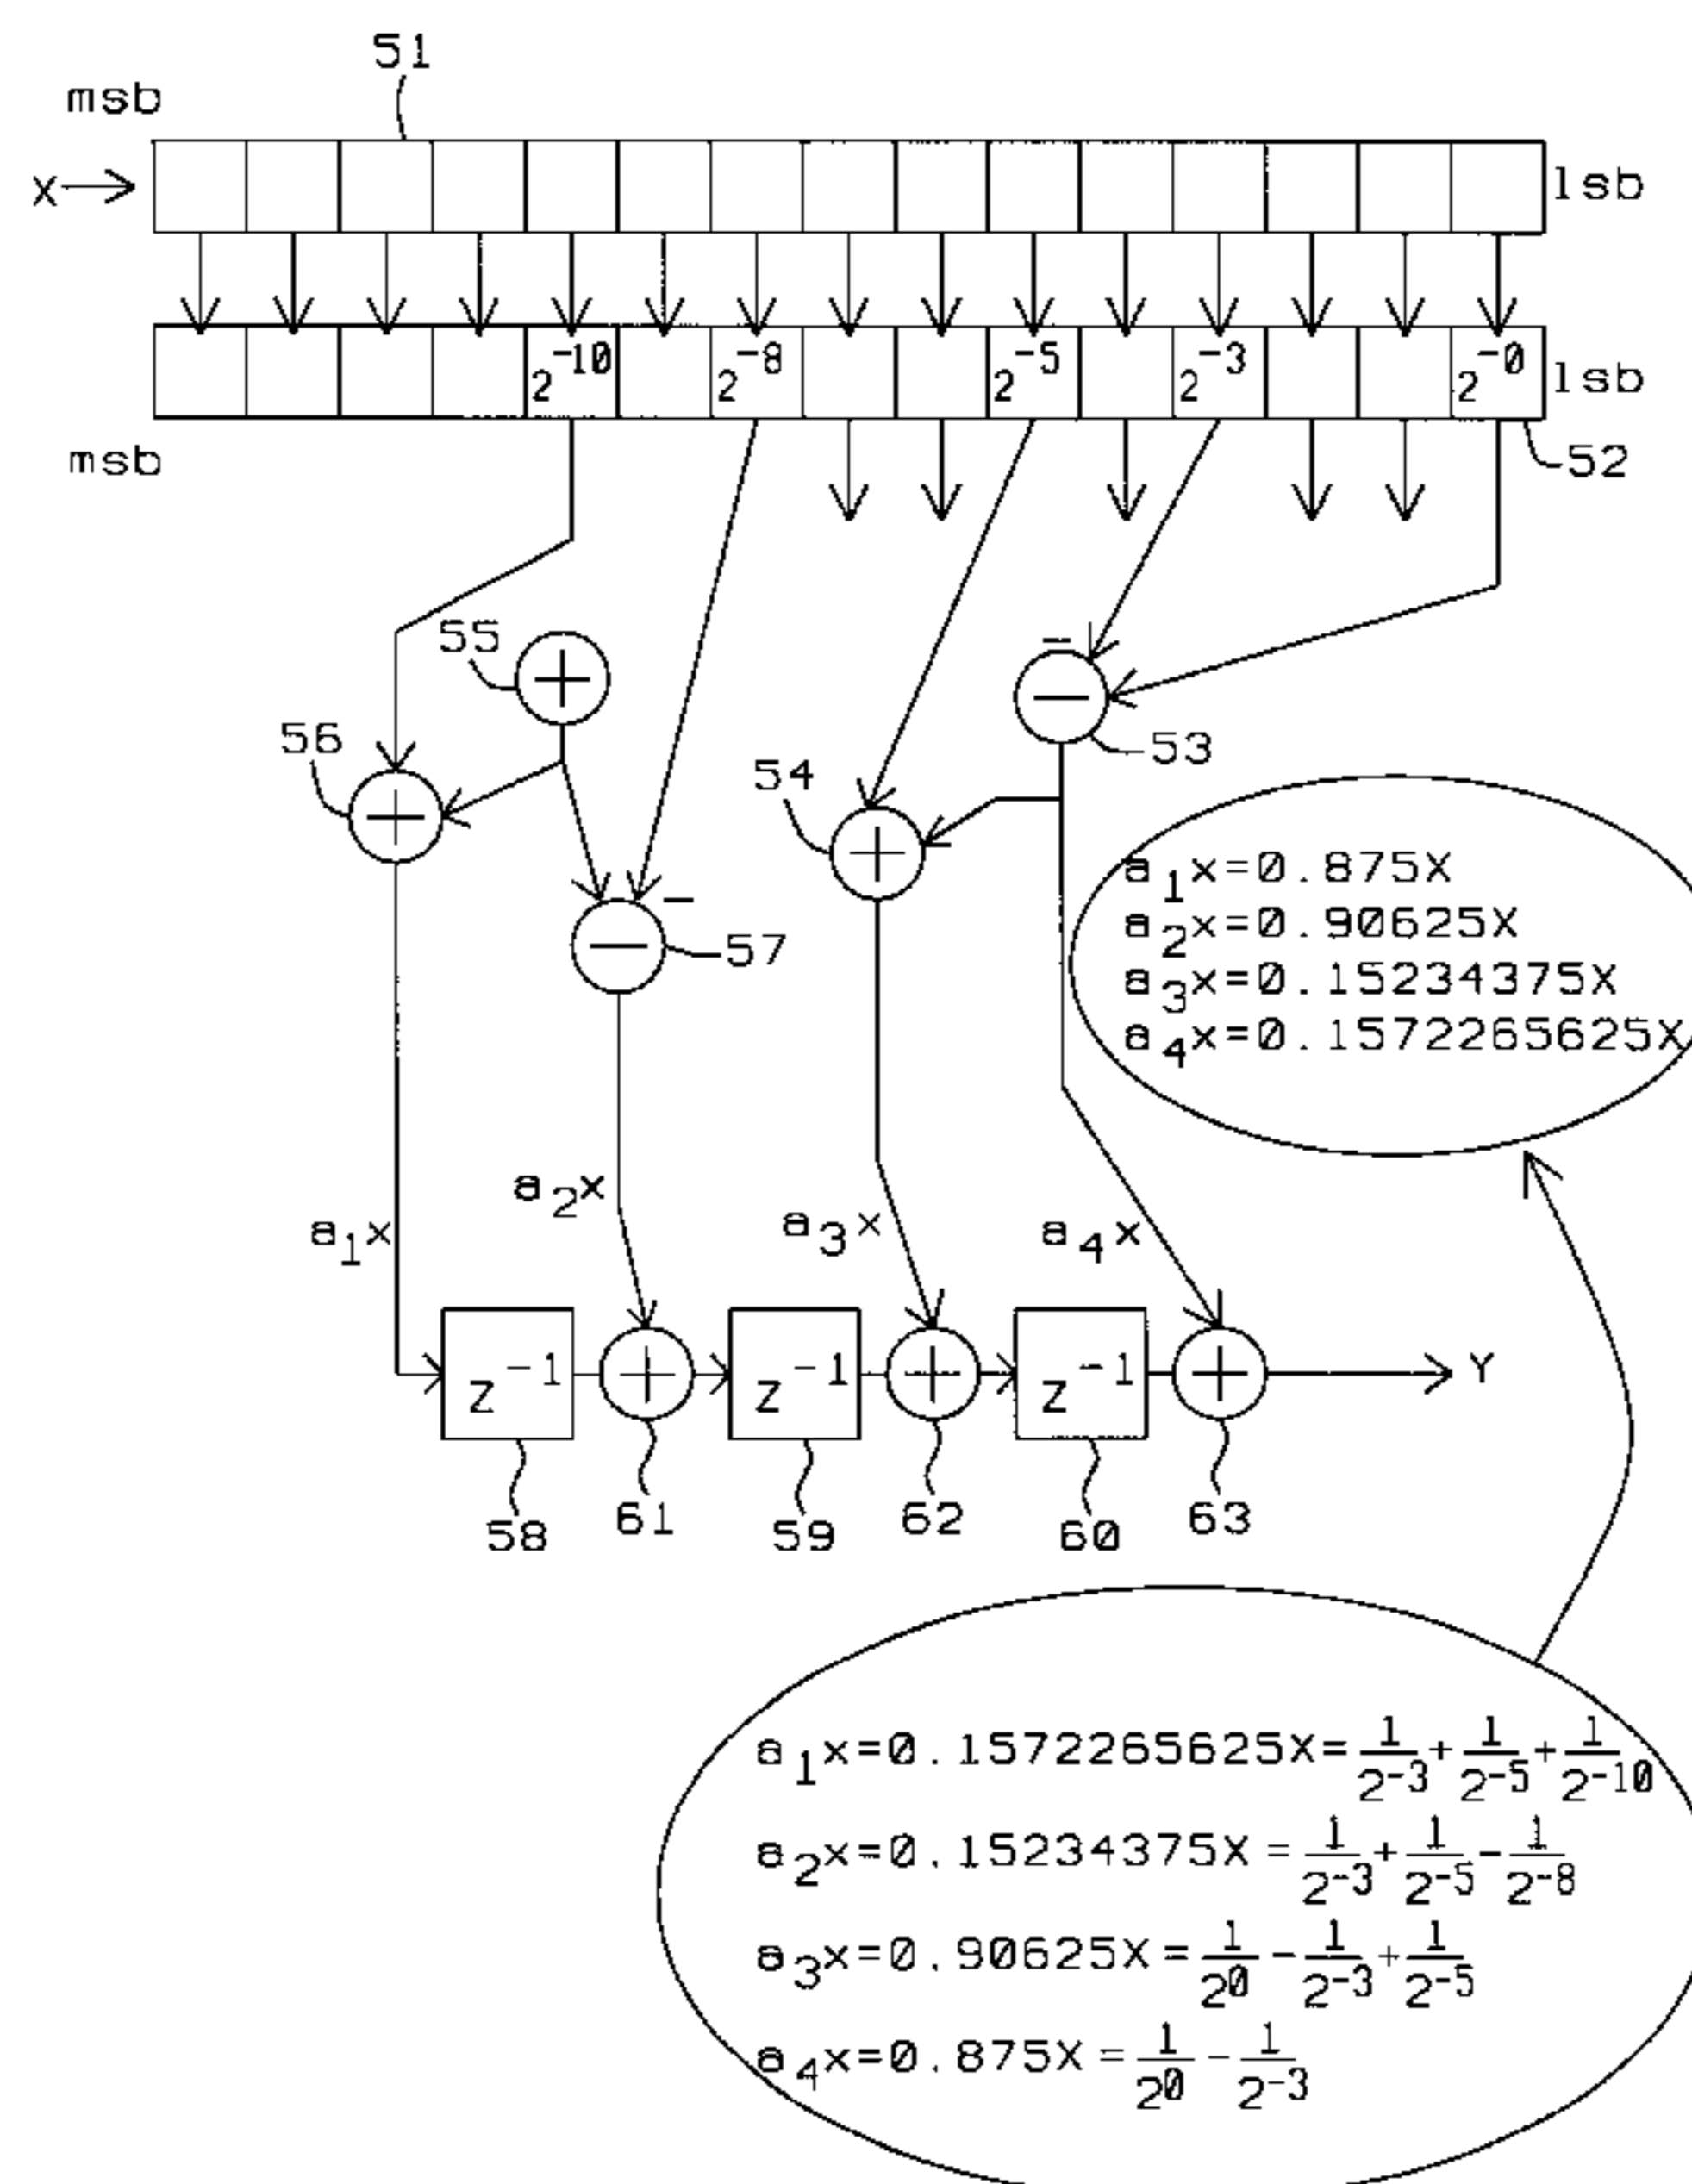 51
msb
X
lsb
2^-10 2^-8 2^-5 2^-3 2^-0 lsb
msb
52
55
-
56
53
54
-
-
57
a1x=0.875X
a2x=0.90625X
a3x=0.15234375X
a4x=0.1572265625X
a2x
a1x a3x a4x
z^-1 z^-1 z^-1 Y
58 61 59 62 60 63
a1x=0.1572265625X=1/2^-3+1/2^-5+1/2^-10
a2x=0.15234375X=1/2^-3+1/2^-5-1/2^-8
a3x=0.90625X=1/2^0-1/2^-3+1/2^-5
a4x=0.875X=1/2^0-1/2^-3